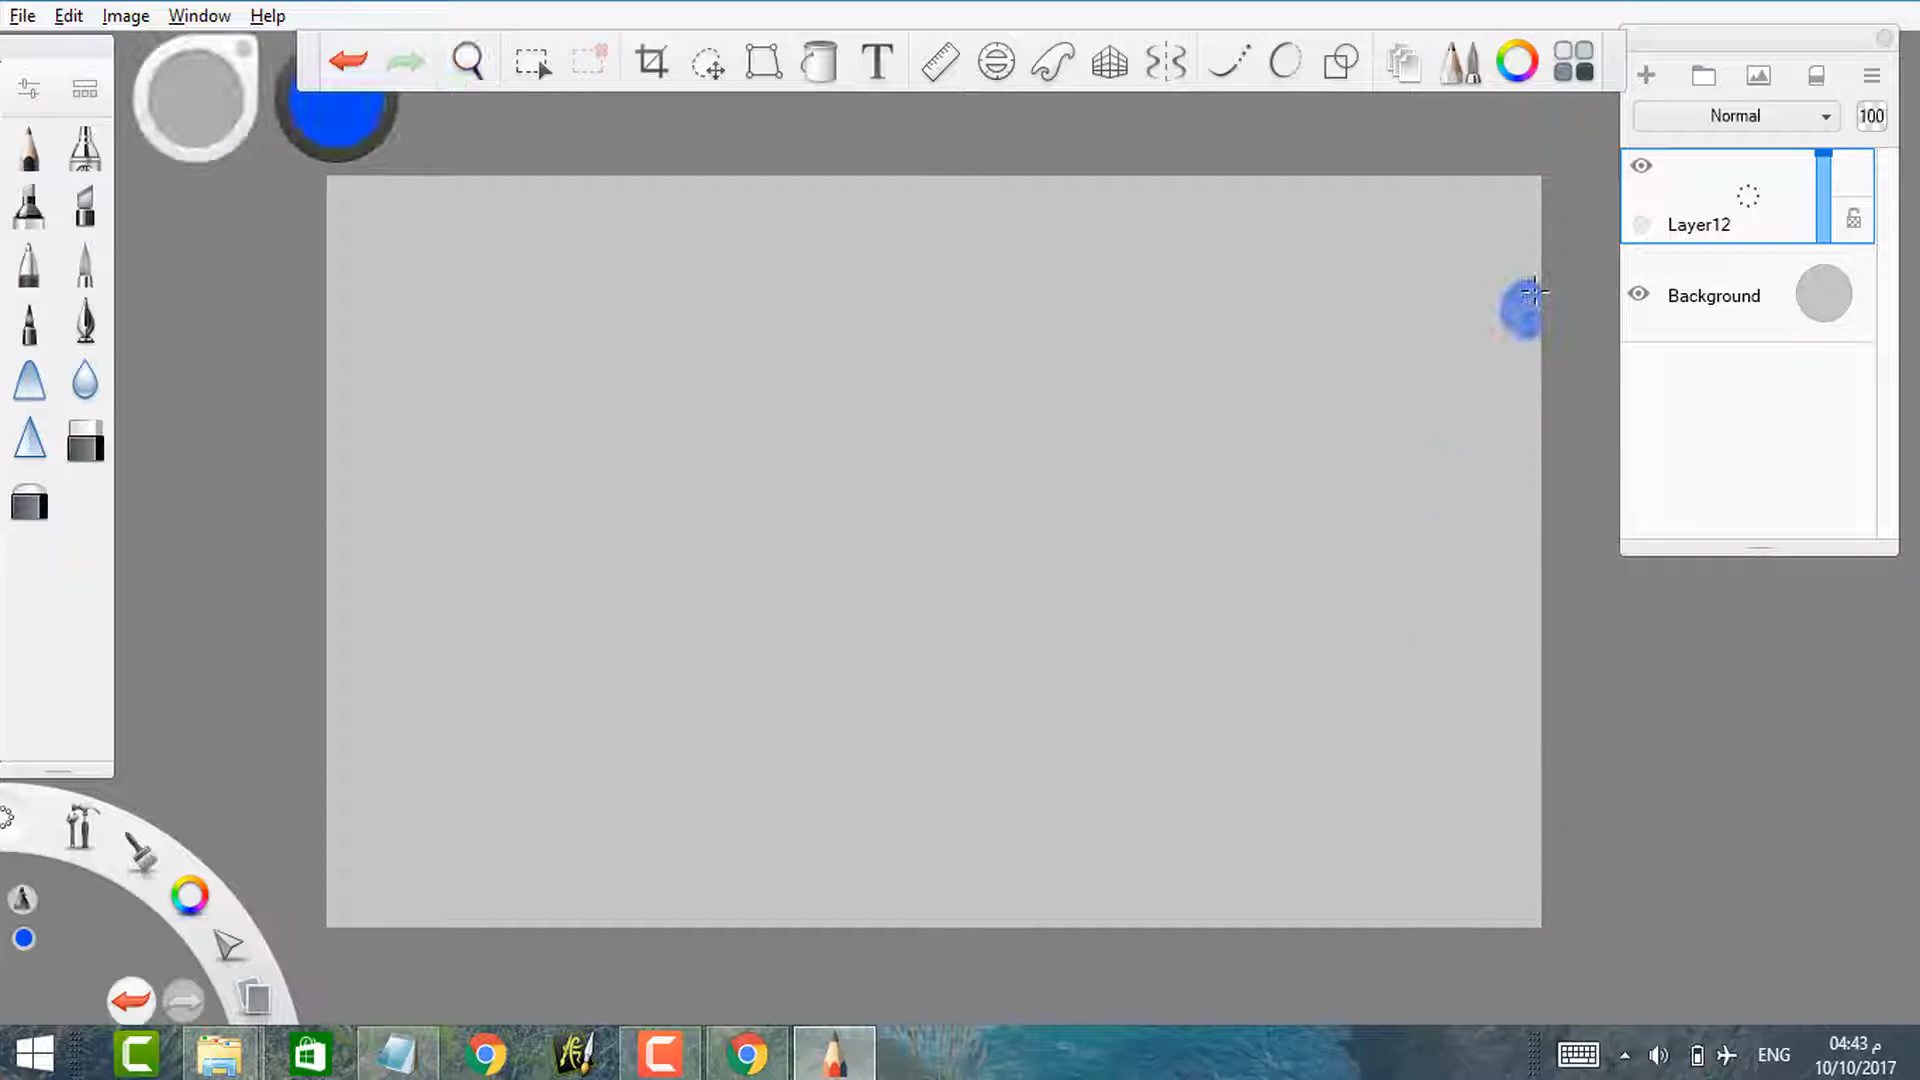 File Edit Image Window Help
Normal 100
Layer12
Background
ENG
04:43 م
10/10/2017